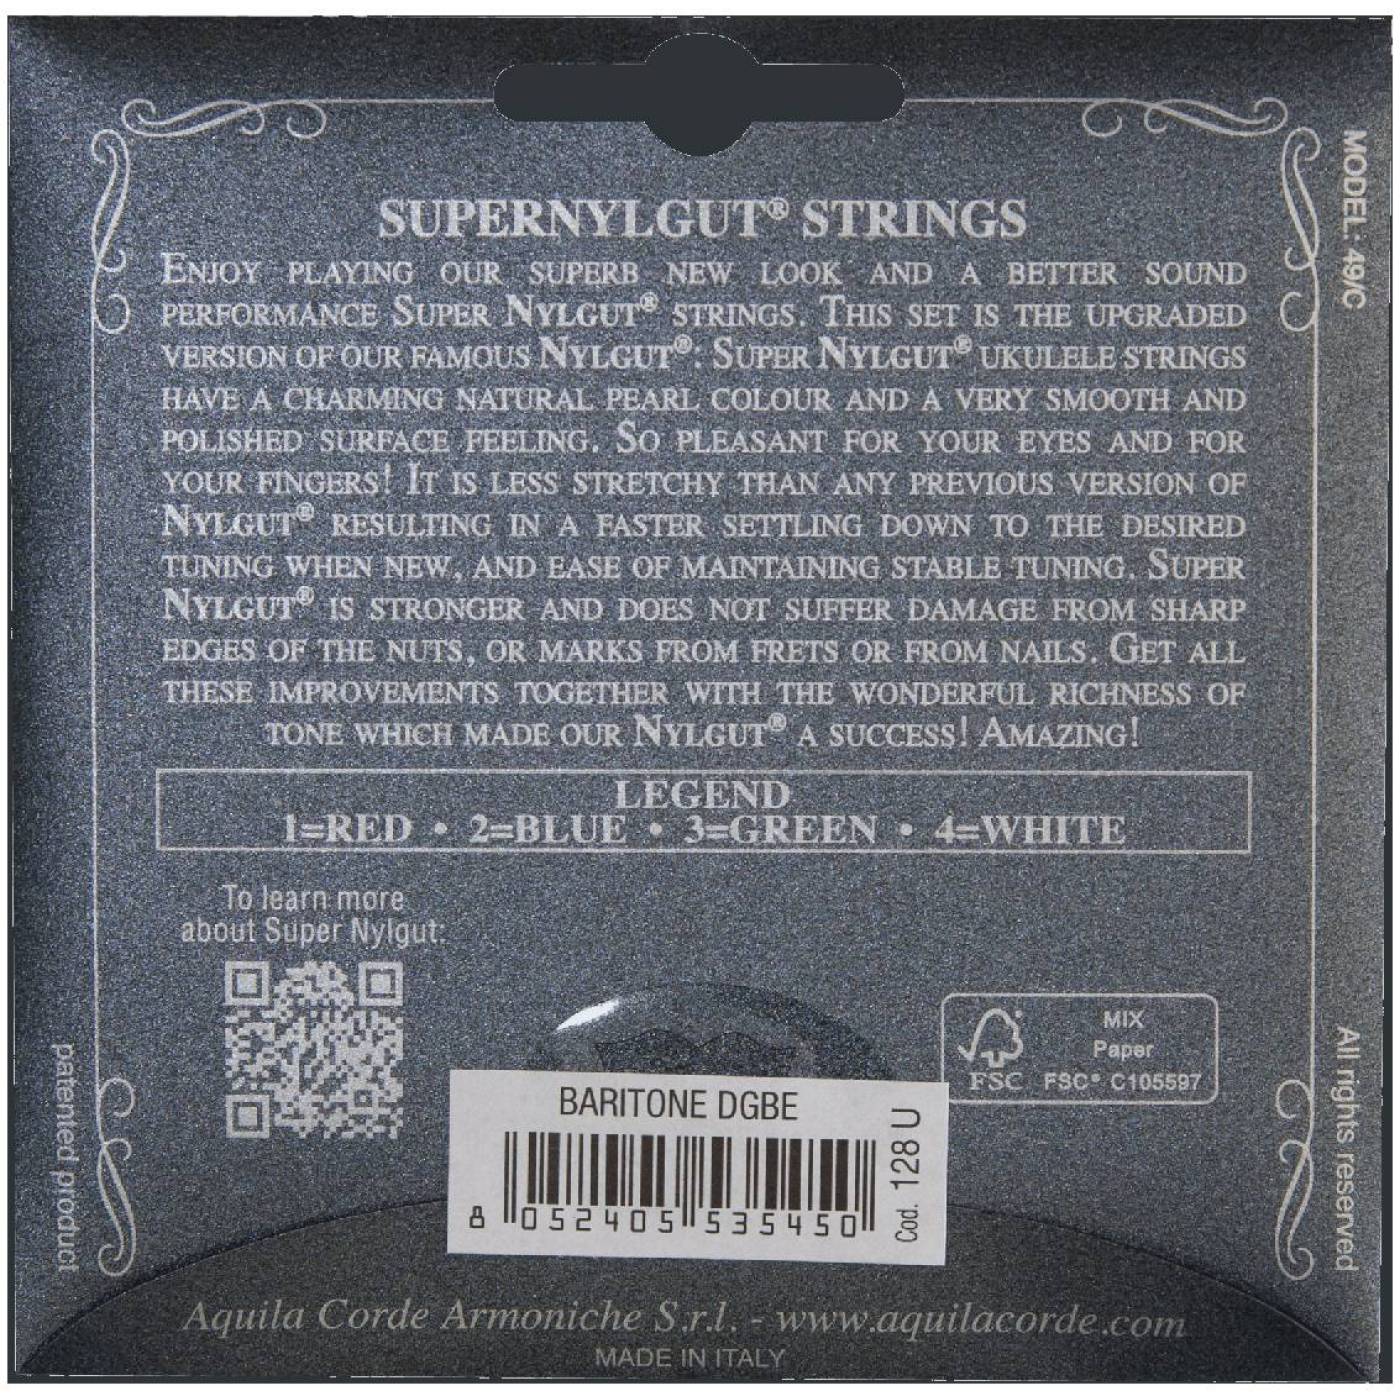 SUPERNYLGUT® STRINGS
ENJOY PLAYING OUR SUPERB NEW LOOK AND A BETTER SOUND
PERFORMANCE SUPER NYLGUT® STRINGS. THIS SET IS THE UPGRADED
VERSION OF OUR FAMOUS NYLGUT®: SUPER NYLGUT® UKULELE STRINGS
HAVE A CHARMING NATURAL PEARL COLOUR AND A VERY SMOOTH AND
POLISHED SURFACE FEELING. SO PLEASANT FOR YOUR EYES AND FOR
YOUR FINGERS! IT IS LESS STRETCHY THAN ANY PREVIOUS VERSION OF
NYLGUT® RESULTING IN A FASTER SETTLING DOWN TO THE DESIRED
TUNING WHEN NEW, AND EASE OF MAINTAINING STABLE TUNING. SUPER
NYLGUT® IS STRONGER AND DOES NOT SUFFER DAMAGE FROM SHARP
EDGES OF THE NUTS, OR MARKS FROM FRETS OR FROM NAILS. GET ALL
THESE IMPROVEMENTS TOGETHER WITH THE WONDERFUL RICHNESS OF
TONE WHICH MADE OUR NYLGUT® A SUCCESS! AMAZING!
LEGEND
1=RED • 2=BLUE • 3=GREEN • 4=WHITE
To learn more
about Super Nylgut:
MIX
Paper
FSC FSC® C105597
BARITONE DGBE
8 052405 535450
Cod. 128 U
Aquila Corde Armoniche S.r.l. - www.aquilacorde.com
MADE IN ITALY
MODEL: 49/C
All rights reserved
patented product